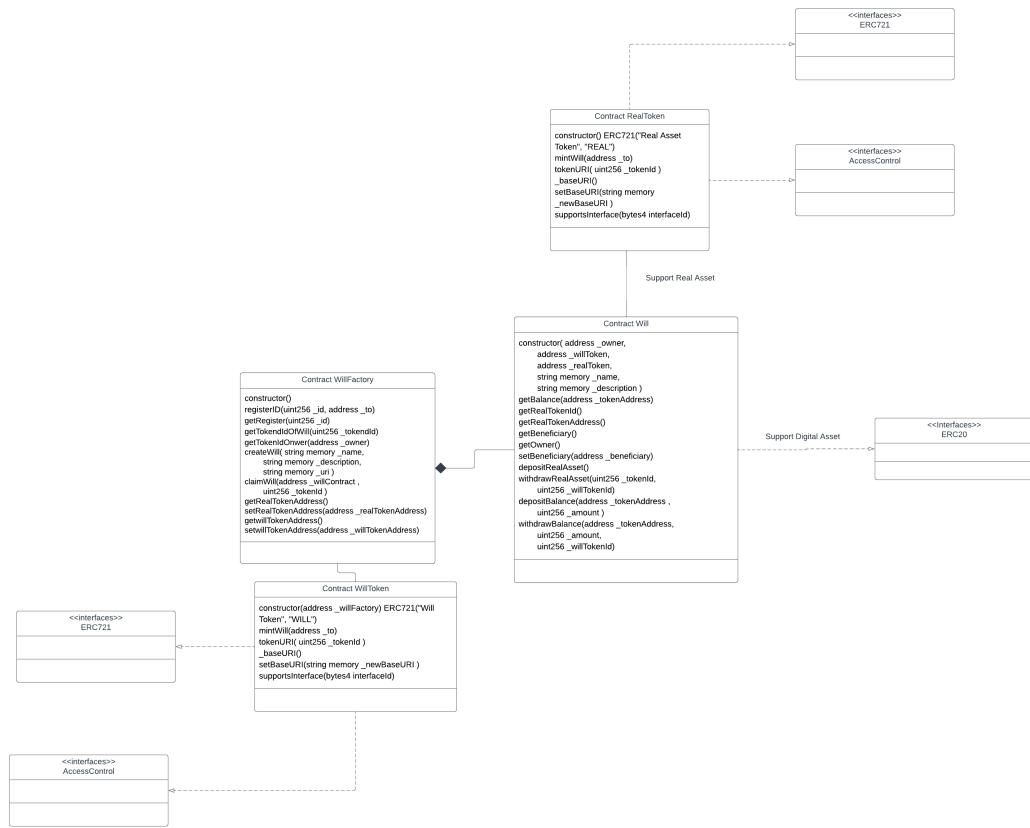 <<interfaces>>
ERC721
Contract RealToken
constructor() ERC721("Real Asset
Token", "REAL")
mintWill(address _to)
tokenURI( uint256 _tokenId )
_baseURI()
setBaseURI(string memory
_newBaseURI )
supportsInterface(bytes4 interfaceId)
<<interfaces>>
AccessControl
Support Real Asset
Contract Will
constructor( address _owner,
address _willToken,
address _realToken,
string memory _name,
string memory _description )
getBalance(address _tokenAddress)
getRealTokenId()
getRealTokenAddress()
getBeneficiary()
getOwner()
setBeneficiary(address _beneficiary)
depositRealAsset()
withdrawRealAsset(uint256 _tokenId,
uint256 _willTokenId)
depositBalance(address _tokenAddress ,
uint256 _amount )
withdrawBalance(address _tokenAddress,
uint256 _amount,
uint256 _willTokenId)
Contract WillFactory
constructor()
registerID(uint256 _id, address _to)
getRegister(uint256 _id)
getTokendIdOfWill(uint256 _tokendId)
getTokenIdOnwer(address _owner)
createWill( string memory _name,
string memory _description,
string memory _uri )
claimWill(address _willContract ,
uint256 _tokenId )
getRealTokenAddress()
setRealTokenAddress(address _realTokenAddress)
getwillTokenAddress()
setwillTokenAddress(address _willTokenAddress)
Support Digital Asset
<<Interfaces>>
ERC20
Contract WillToken
constructor(address _willFactory) ERC721("Will
Token", "WILL")
mintWill(address _to)
tokenURI( uint256 _tokenId )
_baseURI()
setBaseURI(string memory _newBaseURI )
supportsInterface(bytes4 interfaceId)
<<interfaces>>
ERC721
<<interfaces>>
AccessControl